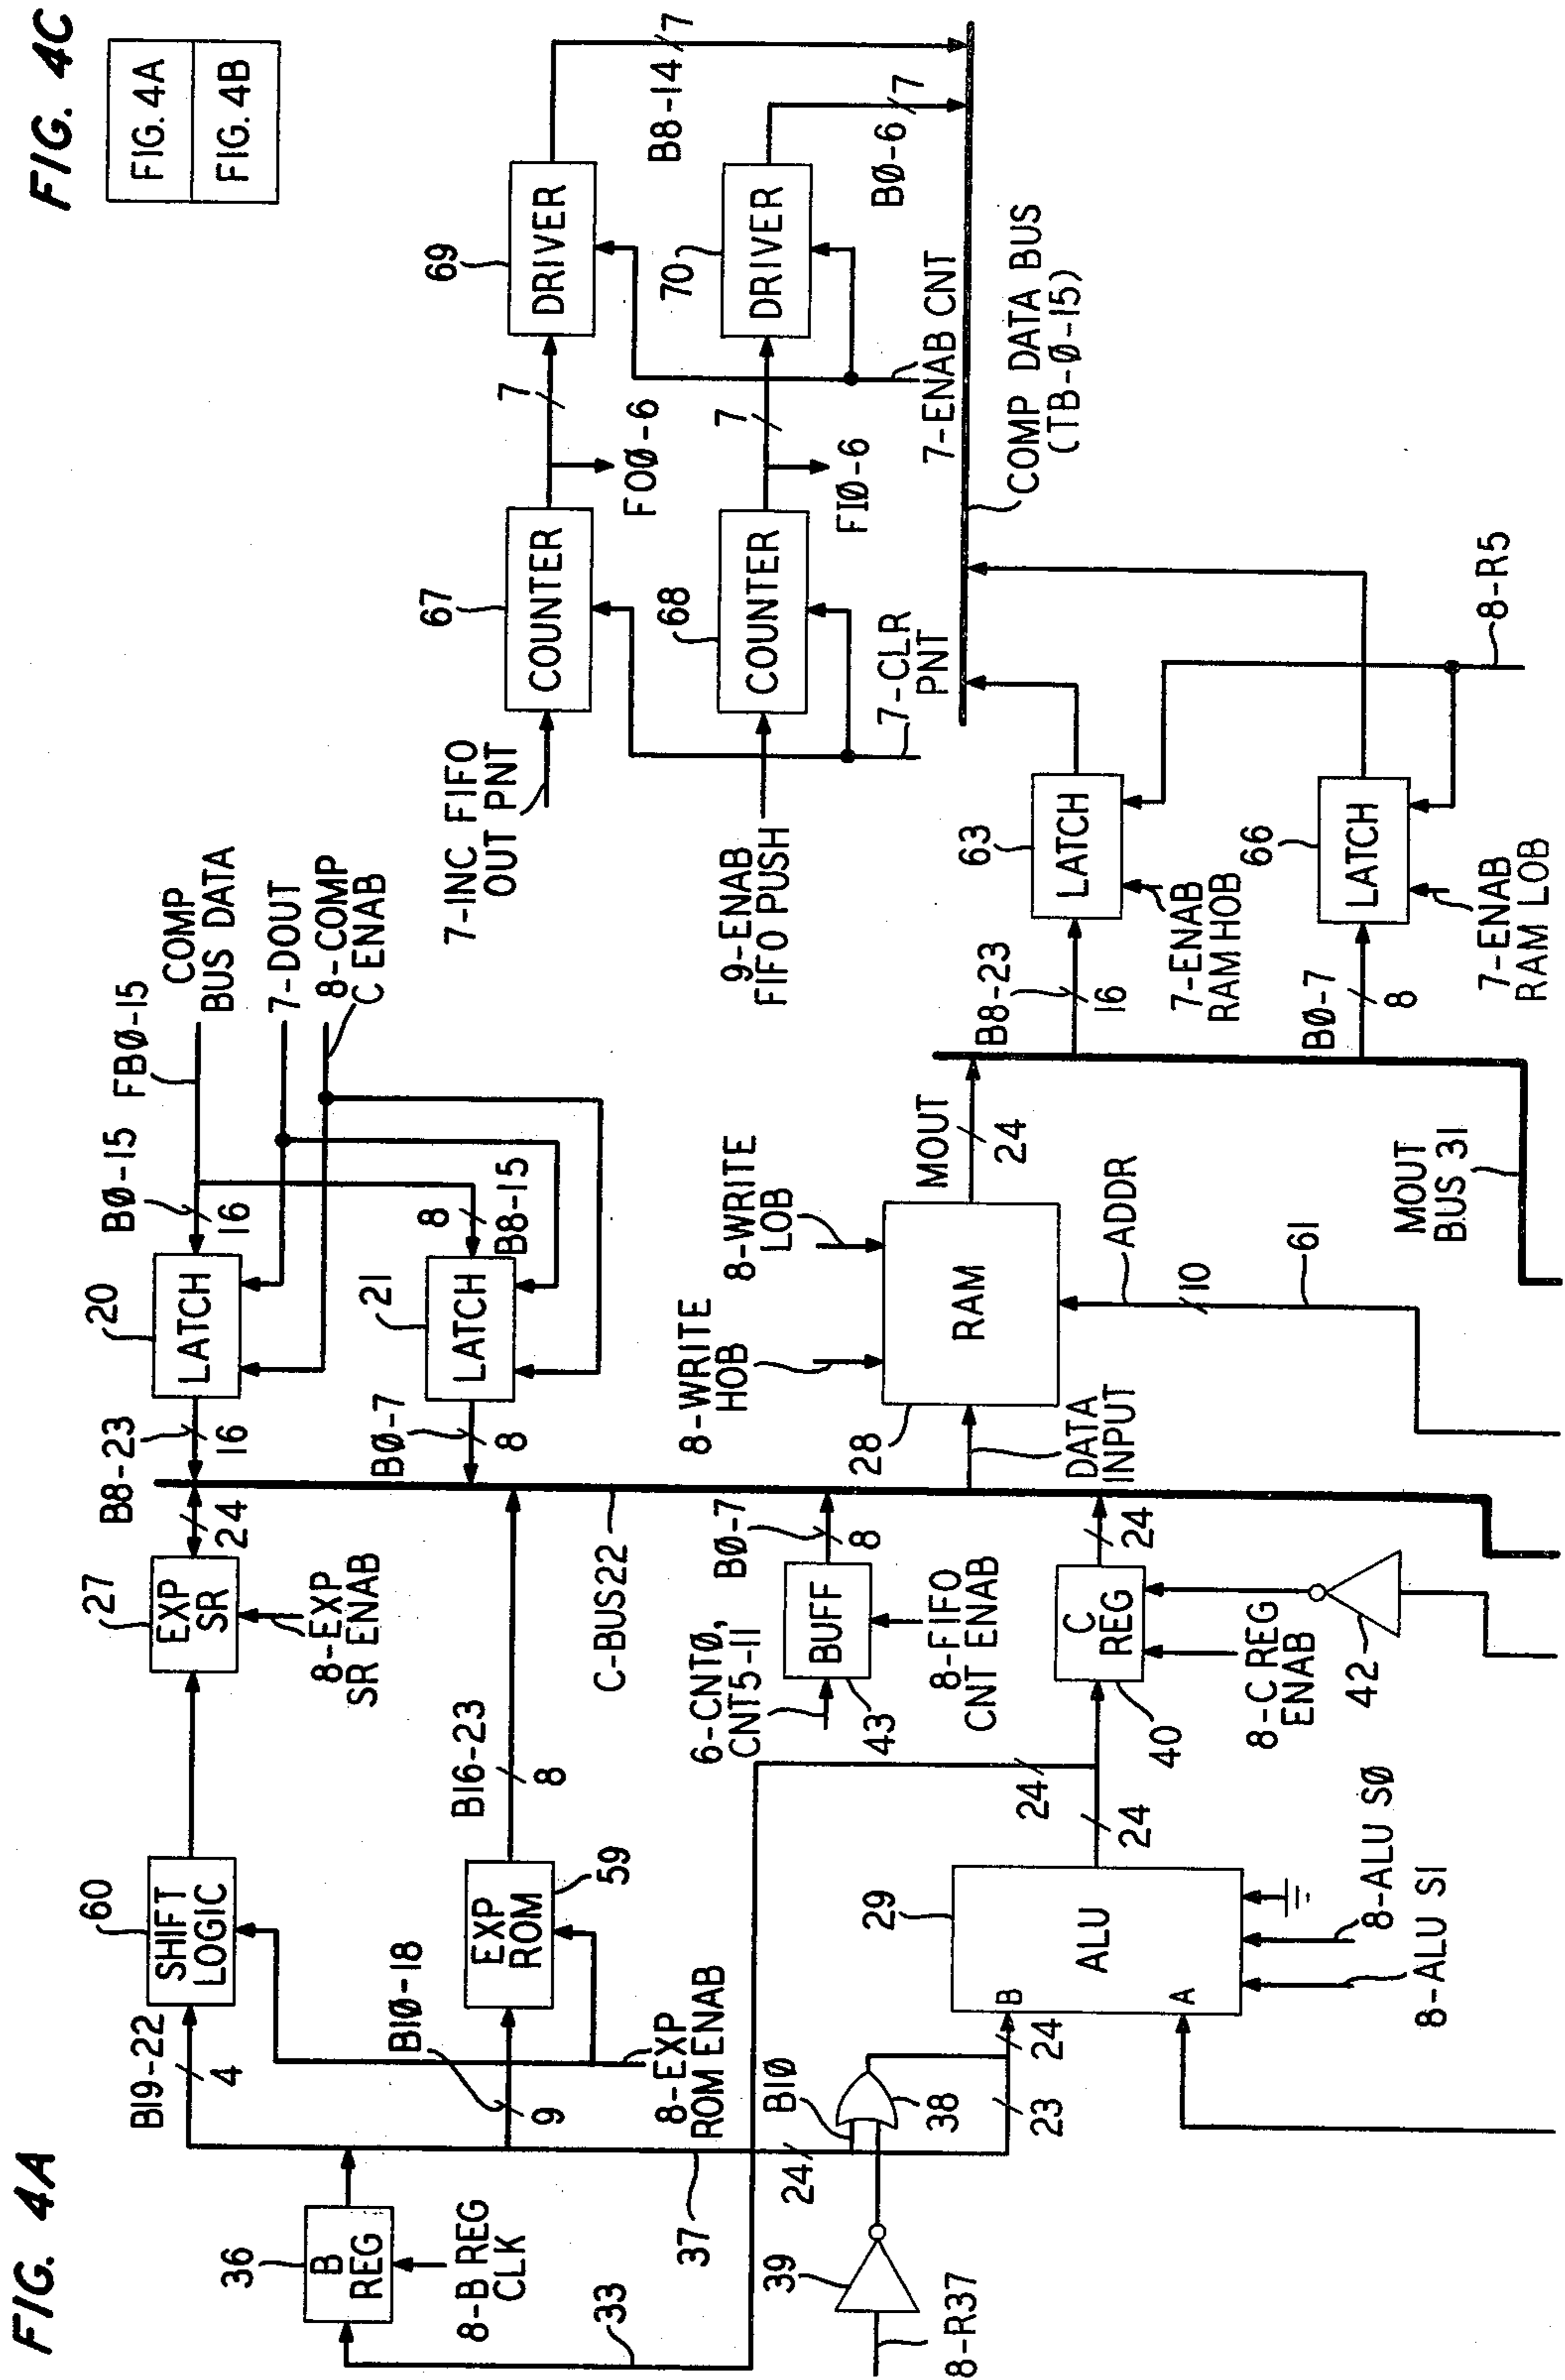 FIG. 4A
FIG. 4C
FIG. 4A
FIG. 4B
36
B
REG
8-B REG
CLK
33
37
B19-22
4
60
SHIFT
LOGIC
27
EXP
SR
8-EXP
SR ENAB
B8-23
24
B10-18
9
EXP
ROM
59
8-EXP
ROM ENAB
B16-23
8
C-BUS22
B8-23
16
20
LATCH
BØ-15
16
FBØ-15
COMP
BUS DATA
7-DOUT
8-COMP
C ENAB
BØ-7
8
21
LATCH
8
B8-15
24
B1Ø
38
39
8-R37
23
24
29
B
A
ALU
8-ALU S1
8-ALU SØ
24
24
6-CNTØ,
CNT5-11
BUFF
43
BØ-7
8
8-FIFO
CNT ENAB
C
REG
40
24
8-C REG
ENAB
42
28
RAM
DATA
INPUT
8-WRITE
HOB
8-WRITE
LOB
ADDR
10
61
MOUT
24
MOUT
BUS 31
B8-23
16
63
LATCH
7-ENAB
RAM HOB
BØ-7
8
66
LATCH
7-ENAB
RAM LOB
8-R5
7-INC FIFO
OUT PNT
67
COUNTER
7
FOØ-6
69
DRIVER
B8-14
7
9-ENAB
FIFO PUSH
68
COUNTER
7
FIØ-6
70
DRIVER
BØ-6
7
7-CLR
PNT
7-ENAB CNT
COMP DATA BUS
(TB-Ø-15)